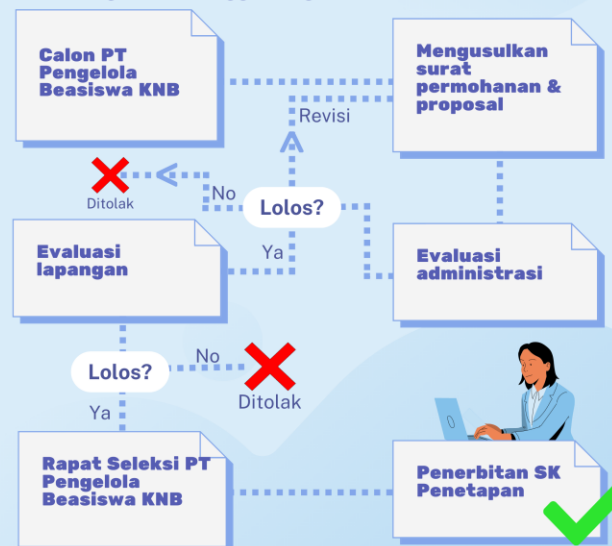 Calon PT
Pengelola
Beasiswa KNB
Mengusulkan
surat
permohanan &
proposal
Revisi
Ditolak
No
Lolos?
Ya
Evaluasi
lapangan
Evaluasi
administrasi
Lolos?
No
Ditolak
Ya
Rapat Seleksi PT
Pengelola
Beasiswa KNB
Penerbitan SK
Penetapan